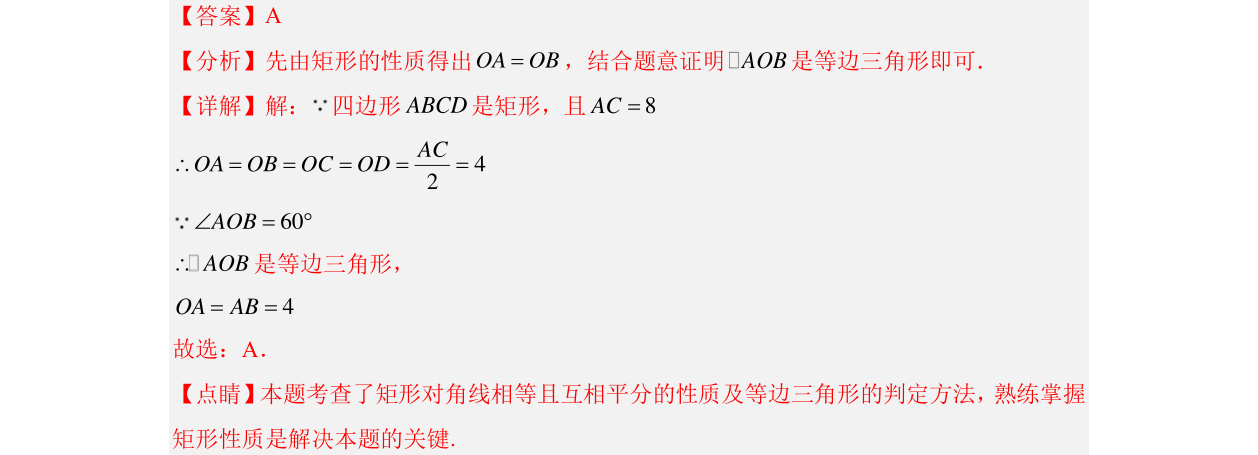 【答案】A
【分析】先由矩形的性质得出OA = OB，结合题意证明□AOB是等边三角形即可．
【详解】解：∵四边形ABCD是矩形，且AC = 8
∴OA = OB = OC = OD = AC/2 = 4
∵∠AOB = 60°
∴□AOB是等边三角形，
OA = AB = 4
故选：A．
【点睛】本题考查了矩形对角线相等且互相平分的性质及等边三角形的判定方法，熟练掌握
矩形性质是解决本题的关键.